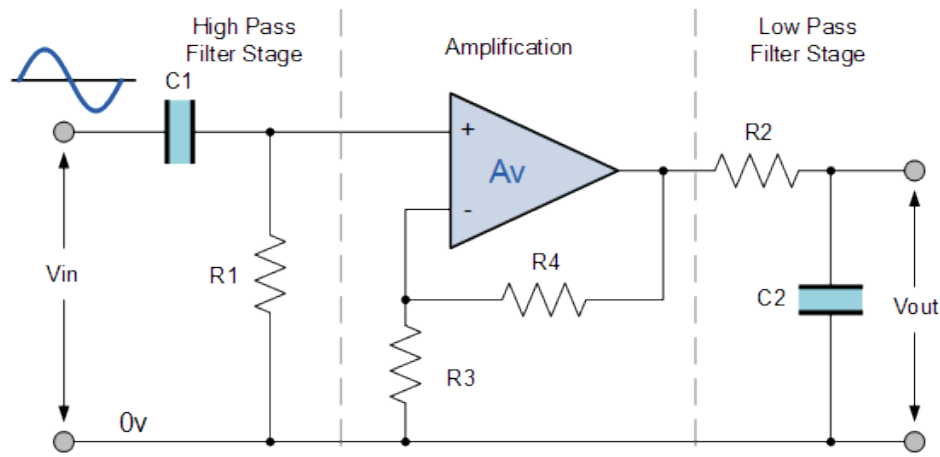 High Pass
Filter Stage
Amplification
Low Pass
Filter Stage
C1
R2
+
Av
-
R4
R1
Vin
C2
Vout
R3
0v